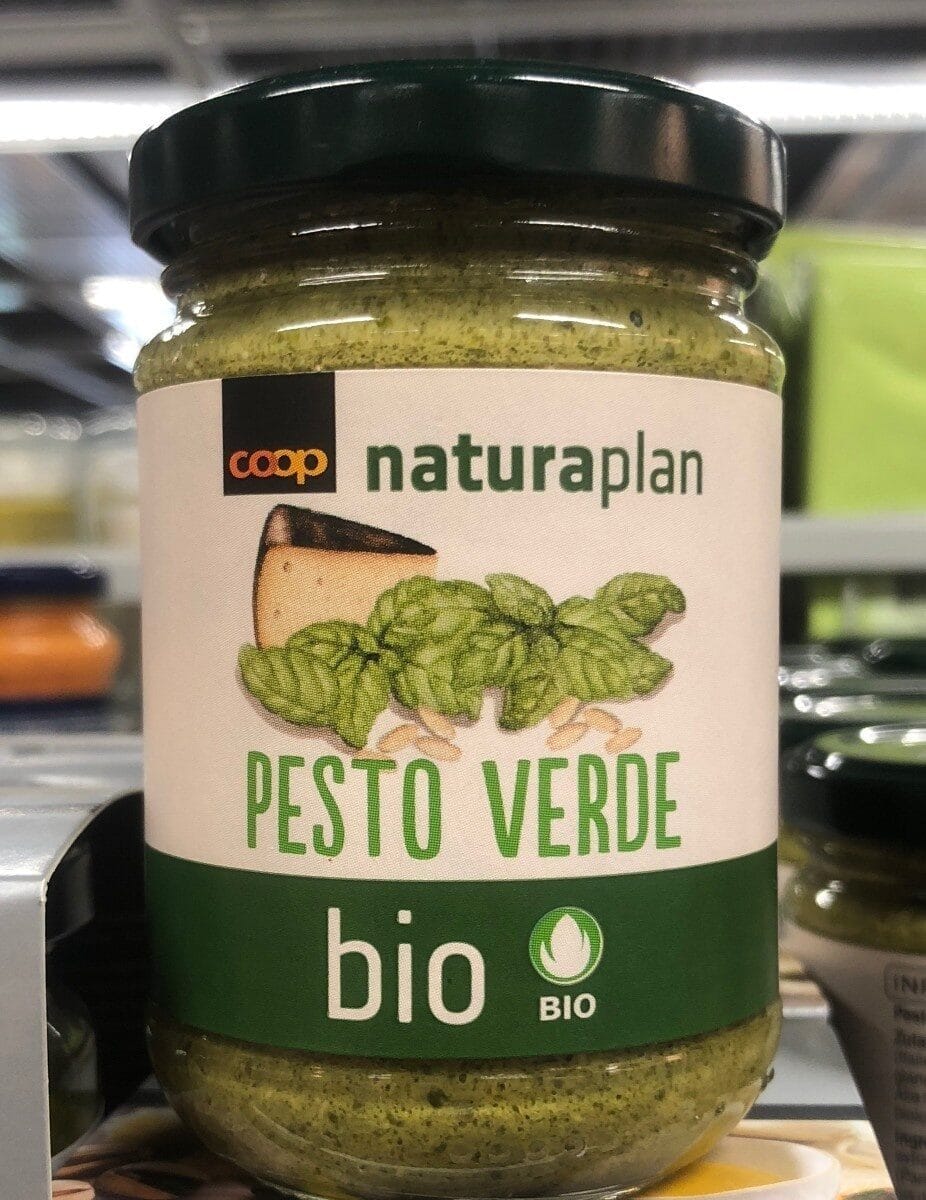 coop
naturaplan
PESTO VERDE
bio
BIO